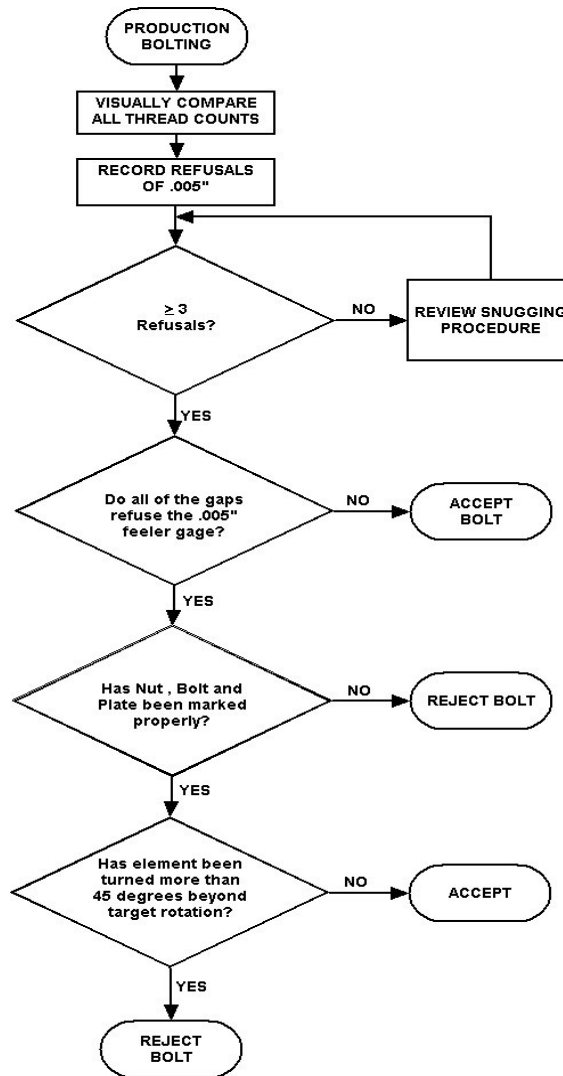 PRODUCTION
BOLTING
VISUALLY COMPARE
ALL THREAD COUNTS
RECORD REFUSALS
OF .005"
≥ 3
Refusals?
NO
REVIEW SNUGGING
PROCEDURE
YES
Do all of the gaps
refuse the .005"
feeler gage?
NO
ACCEPT
BOLT
YES
Has Nut , Bolt and
Plate been marked
properly?
NO
REJECT BOLT
YES
Has element been
turned more than
45 degrees beyond
target rotation?
NO
ACCEPT
YES
REJECT
BOLT